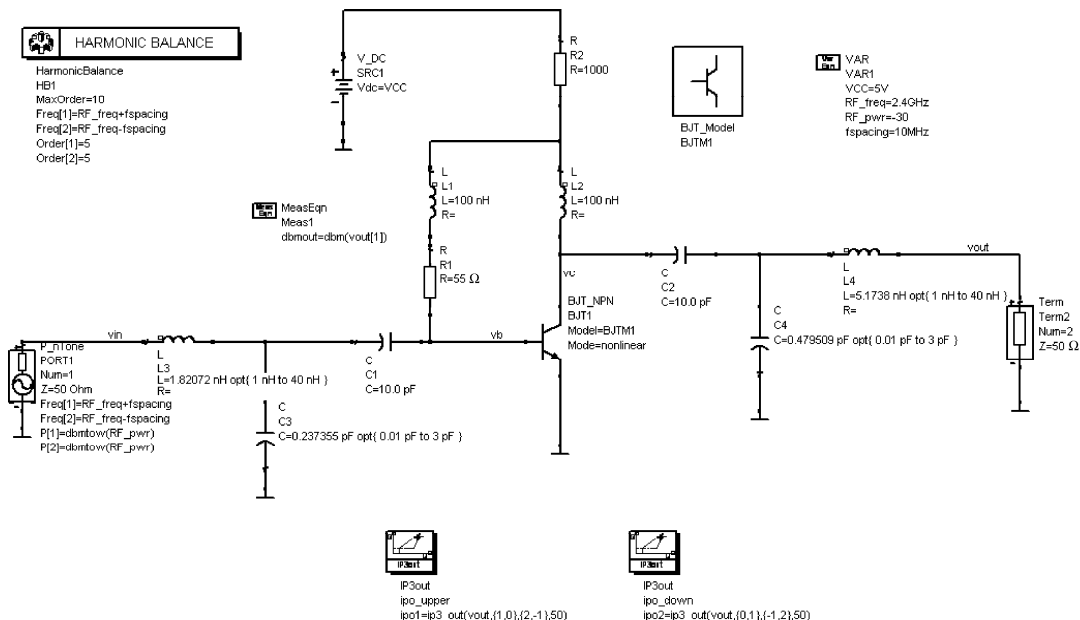 HARMONIC BALANCE
HarmonicBalance
HB1
MaxOrder=10
Freq[1]=RF_freq+fspacing
Freq[2]=RF_freq-fspacing
Order[1]=5
Order[2]=5
V_DC
SRC1
Vdc=VCC
R
R2
R=1000
BJT_Model
BJTM1
Var
Eqn
VAR
VAR1
VCC=5V
RF_freq=2.4GHz
RF_pwr=-30
fspacing=10MHz
Meas
Eqn
MeasEqn
Meas1
dbmout=dbm(vout[1])
L
L1
L=100 nH
R=
L
L2
L=100 nH
R=
R
R1
R=55 Ω
vc
C
C2
C=10.0 pF
L
L4
L=5.1738 nH opt{ 1 nH to 40 nH }
R=
vout
Term
Term2
Num=2
Z=50 Ω
C
C4
C=0.479509 pF opt{ 0.01 pF to 3 pF }
BJT_NPN
BJT1
Model=BJTM1
Mode=nonlinear
vin
vb
P_nTone
PORT1
Num=1
Z=50 Ohm
Freq[1]=RF_freq+fspacing
Freq[2]=RF_freq-fspacing
P[1]=dbmtow(RF_pwr)
P[2]=dbmtow(RF_pwr)
L
L3
L=1.82072 nH opt{ 1 nH to 40 nH }
R=
C
C1
C=10.0 pF
C
C3
C=0.237355 pF opt{ 0.01 pF to 3 pF }
IP3out
IP3out
ipo_upper
ipo1=ip3_out(vout,{1,0},{2,-1},50)
IP3out
IP3out
ipo_down
ipo2=ip3_out(vout,{0,1},{-1,2},50)